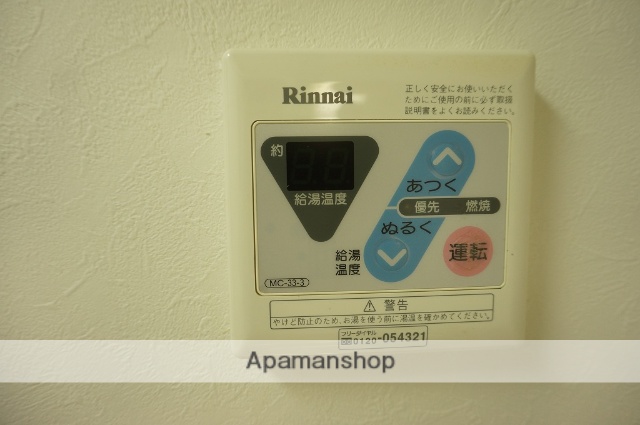 Rinnai
正しく安全にお使いいただく
ためにご使用の前に必ず取扱
説明書をよくお読みください。
約
給湯温度
あつく
優先 燃焼
ぬるく
給湯
温度
運転
MC-33-3
警告
やけど防止のため、お湯を使う前に湯温を確かめてください。
フリーダイヤル
0120-054321
Apamanshop